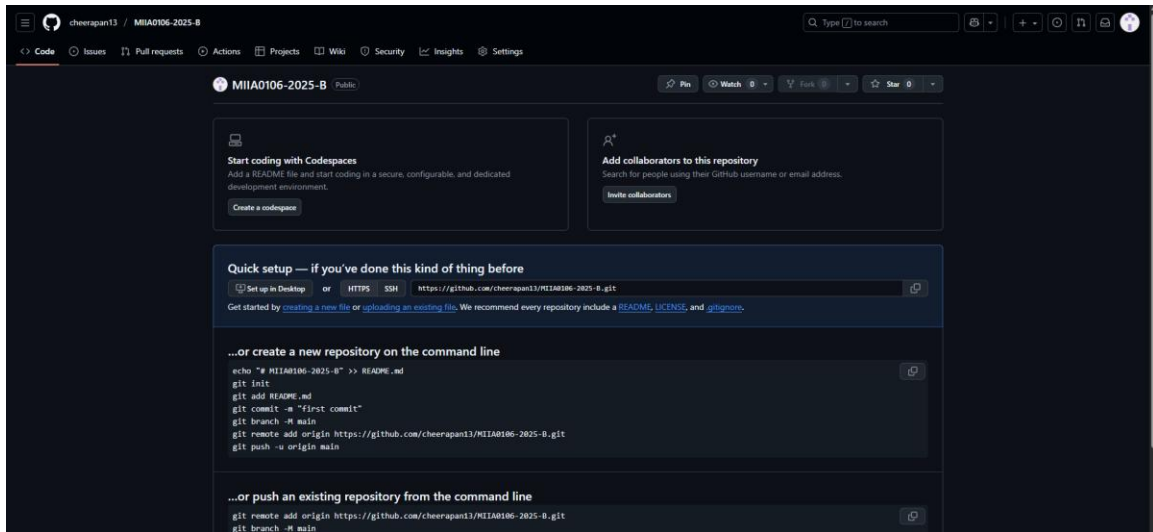 cheerapan13 / MIIA0106-2025-B
Type / to search
<> Code Issues Pull requests Actions Projects Wiki Security Insights Settings
MIIA0106-2025-B Public
Pin Watch 0 Fork 0 Star 0
Start coding with Codespaces
Add a README file and start coding in a secure, configurable, and dedicated
development environment.
Create a codespace
Add collaborators to this repository
Search for people using their GitHub username or email address.
Invite collaborators
Quick setup — if you've done this kind of thing before
Set up in Desktop or HTTPS SSH https://github.com/cheerapan13/MIIA0106-2025-B.git
Get started by creating a new file or uploading an existing file. We recommend every repository include a README, LICENSE, and .gitignore.
...or create a new repository on the command line
echo "# MIIA0106-2025-B" >> README.md
git init
git add README.md
git commit -m "first commit"
git branch -M main
git remote add origin https://github.com/cheerapan13/MIIA0106-2025-B.git
git push -u origin main
...or push an existing repository from the command line
git remote add origin https://github.com/cheerapan13/MIIA0106-2025-B.git
git branch -M main